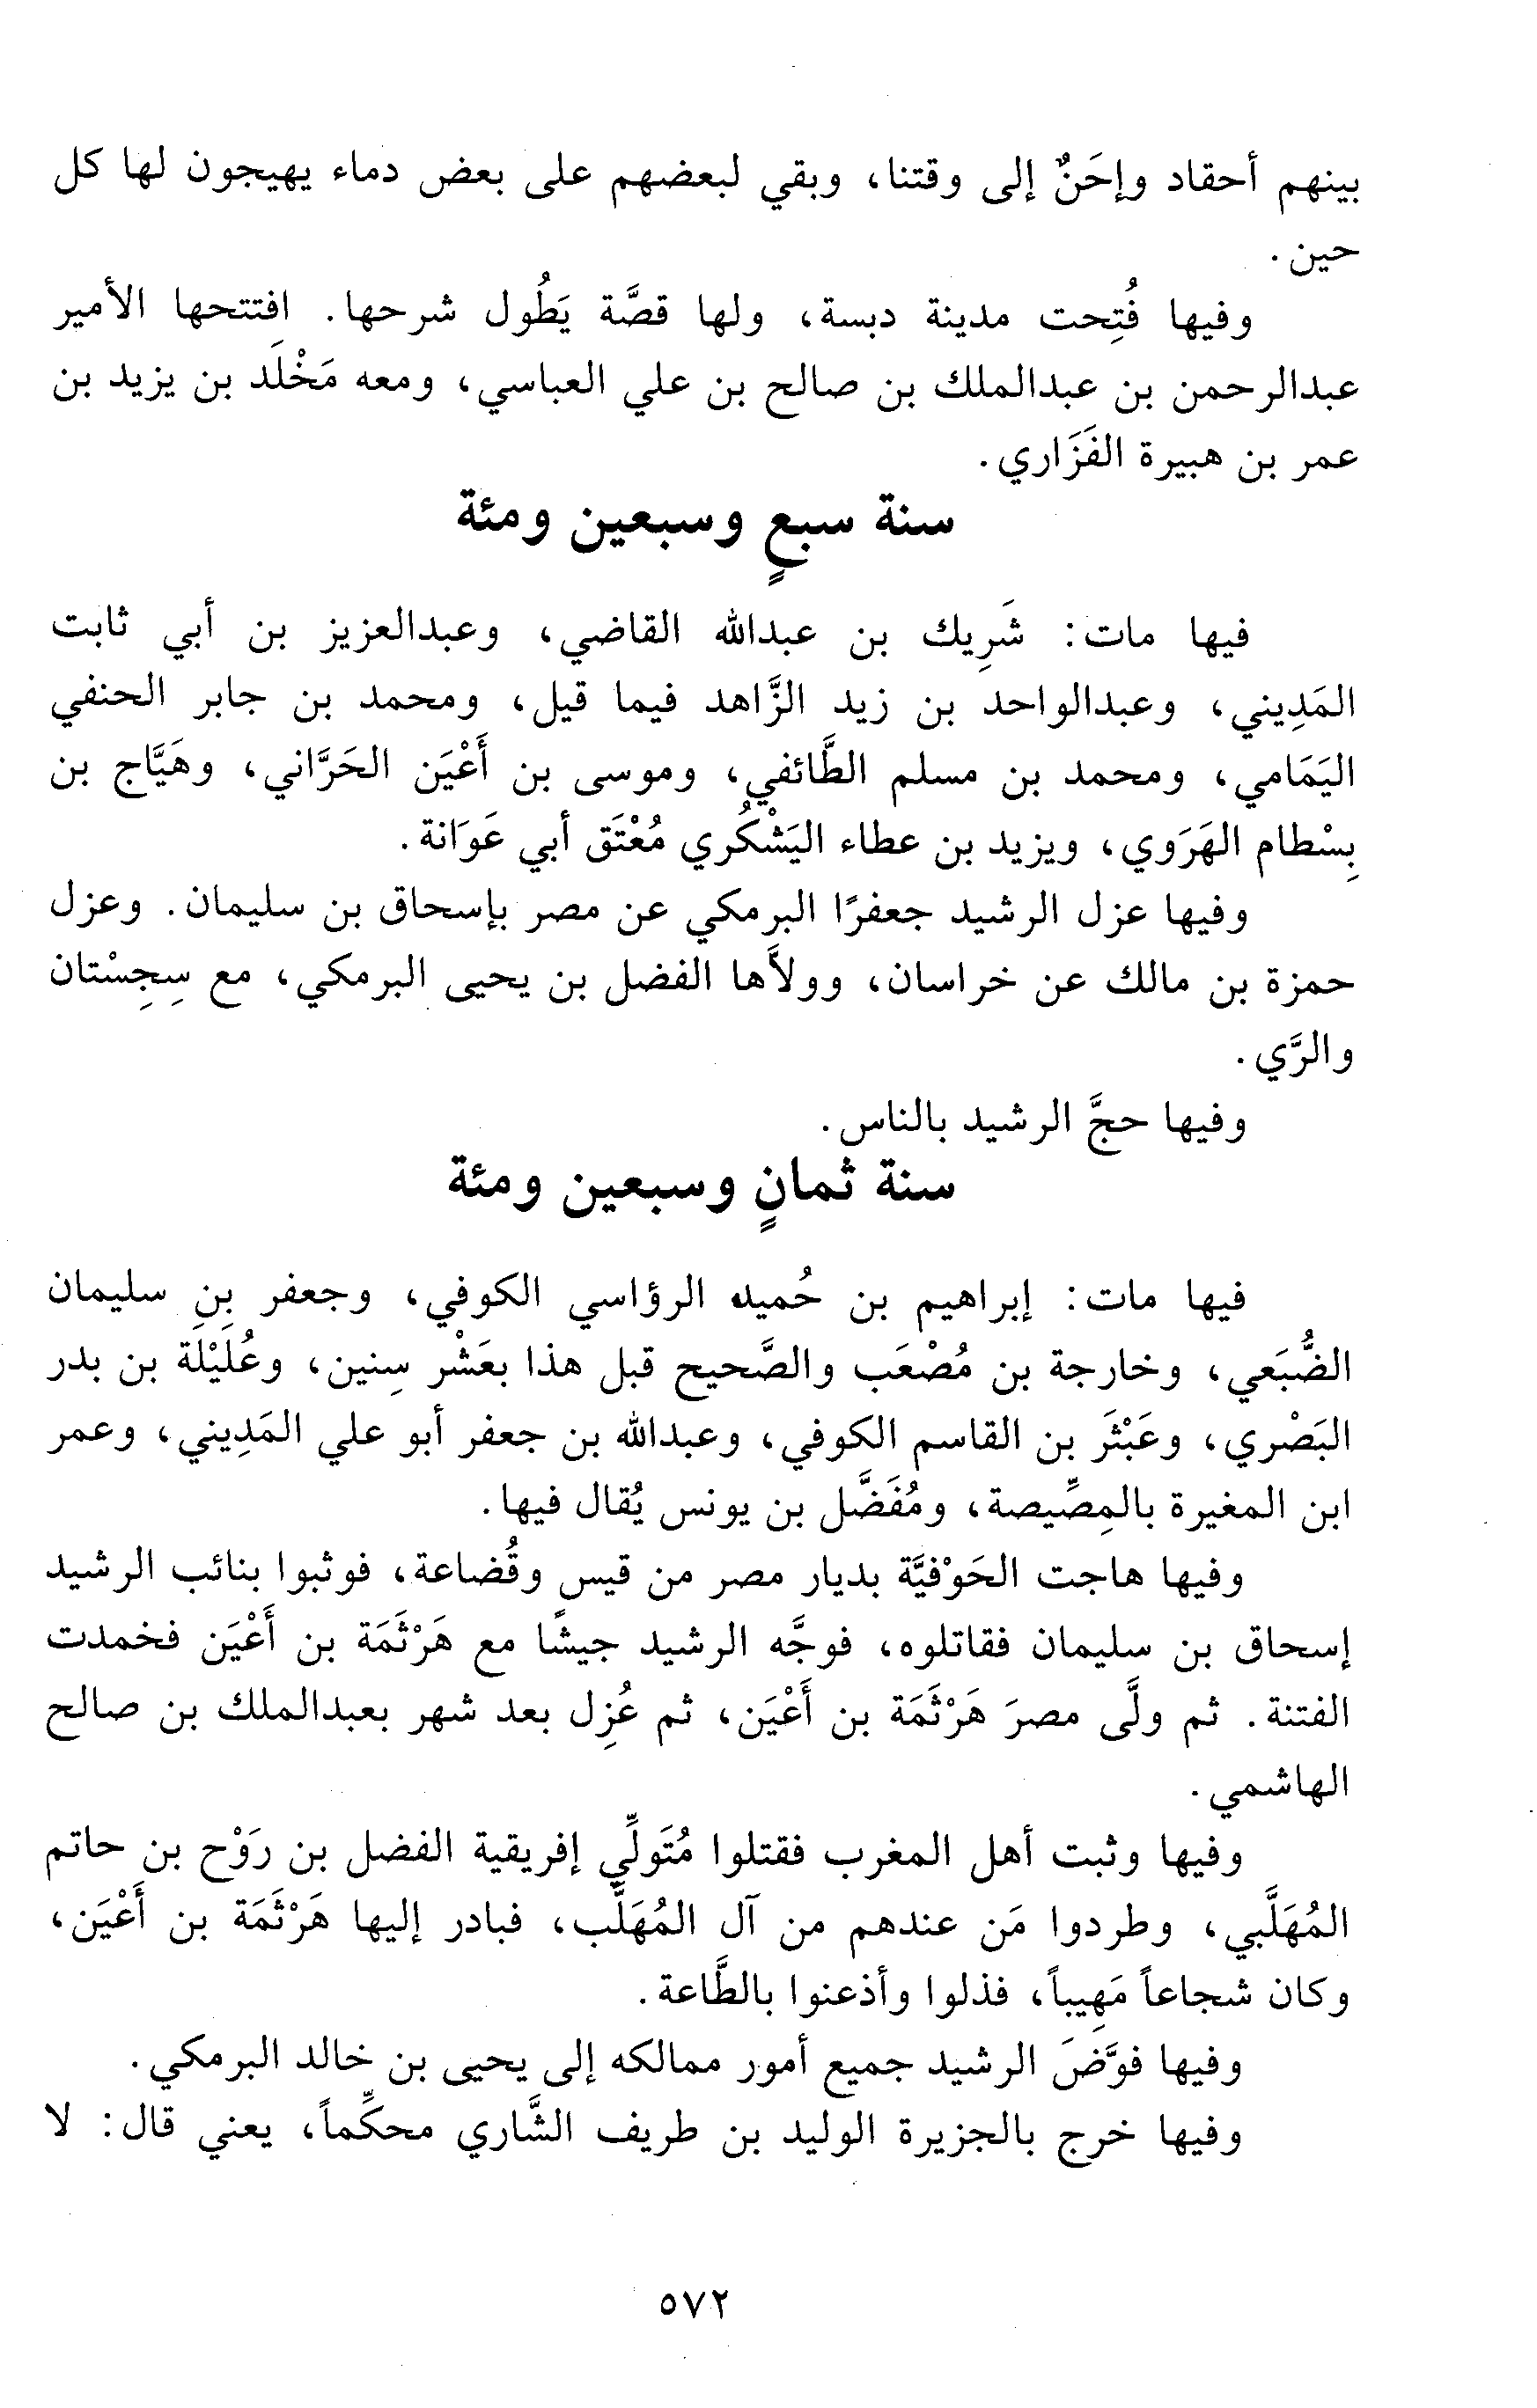 بينهم أحقاد وإحَنٌ إلى وقتنا، وبقي لبعضهم على بعض دماء يهيجون لها كل
حين.
وفيها فُتِحت مدينة دبسة، ولها قصَّة يَطُول شرحها. افتتحها الأمير
عبدالرحمن بن عبدالملك بن صالح بن علي العباسي، ومعه مَخْلَد بن يزيد بن
عمر بن هبيرة الفَزَاري.
سنة سبعٍ وسبعين ومئة
فيها مات: شَرِيك بن عبدالله القاضي، وعبدالعزيز بن أبي ثابت
المَدِيني، وعبدالواحد بن زيد الزَّاهد فيما قيل، ومحمد بن جابر الحنفي
اليَمَامي، ومحمد بن مسلم الطَّائفي، وموسى بن أَعْيَن الحَرَّاني، وهَيَّاج بن
بِسْطام الهَرَوي، ويزيد بن عطاء اليَشْكُري مُعْتَق أبي عَوَانة.
وفيها عزل الرشيد جعفرًا البرمكي عن مصر بإسحاق بن سليمان. وعزل
حمزة بن مالك عن خراسان، وولاَّها الفضل بن يحيى البرمكي، مع سِجِسْتان
والرَّي.
وفيها حجَّ الرشيد بالناس.
سنة ثمانٍ وسبعين ومئة
فيها مات: إبراهيم بن حُميد الرؤاسي الكوفي، وجعفر بن سليمان
الضُّبَعي، وخارجة بن مُصْعَب والصَّحيح قبل هذا بعَشْر سِنين، وعُلَيْلَة بن بدر
البَصْري، وعَبْثَر بن القاسم الكوفي، وعبدالله بن جعفر أبو علي المَدِيني، وعمر
ابن المغيرة بالمِصِّيصة، ومُفَضَّل بن يونس يُقال فيها.
وفيها هاجت الحَوْفيَّة بديار مصر من قيس وقُضاعة، فوثبوا بنائب الرشيد
إسحاق بن سليمان فقاتلوه، فوجَّه الرشيد جيشًا مع هَرْثَمَة بن أَعْيَن فخمدت
الفتنة. ثم ولَّى مصرَ هَرْثَمَة بن أَعْيَن، ثم عُزِل بعد شهر بعبدالملك بن صالح
الهاشمي.
وفيها وثبت أهل المغرب فقتلوا مُتَولِّي إفريقية الفضل بن رَوْح بن حاتم
المُهَلَّبي، وطردوا مَن عندهم من آل المُهَلَّب، فبادر إليها هَرْثَمَة بن أَعْيَن،
وكان شجاعاً مَهِيباً، فذلوا وأذعنوا بالطَّاعة.
وفيها فوَّضَ الرشيد جميع أمور ممالكه إلى يحيى بن خالد البرمكي.
وفيها خرج بالجزيرة الوليد بن طريف الشَّاري محكِّماً، يعني قال: لا
٥٧٢